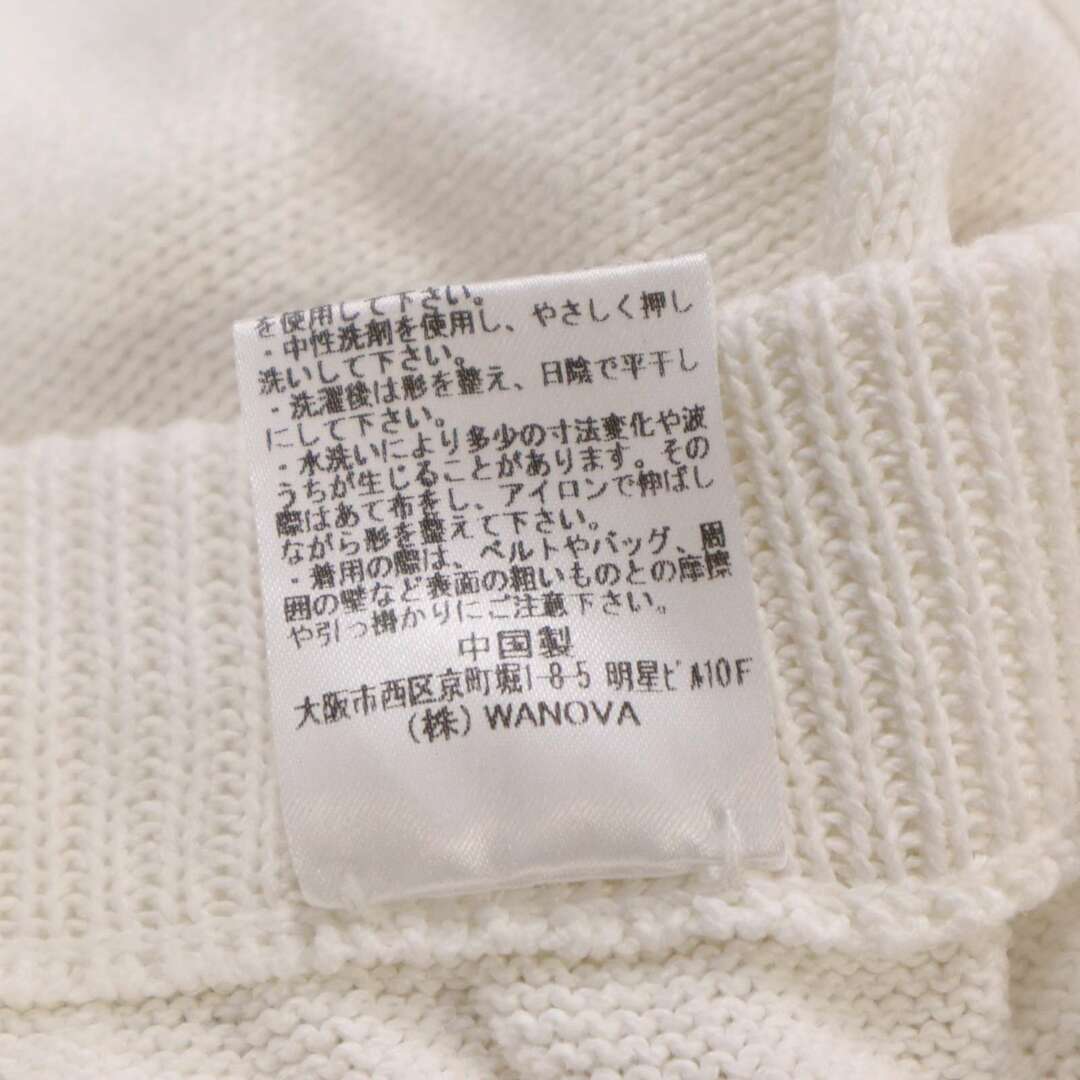 を使用して下さい。
・中性洗剤を使用し、やさしく押し
洗いして下さい。
・洗濯後は形を整え、日陰で平干し
にして下さい。
・水洗いにより多少の寸法変化や波
うちが生じることがあります。その
際はあて布をし、アイロンで伸ばし
ながら形を整えて下さい。
・着用の際は、ベルトやバッグ、周
囲の壁など表面の粗いものとの摩擦
や引っ掛かりにご注意下さい。
中国製
大阪市西区京町堀1-8-5 明星ビル10F
(株) WANOVA